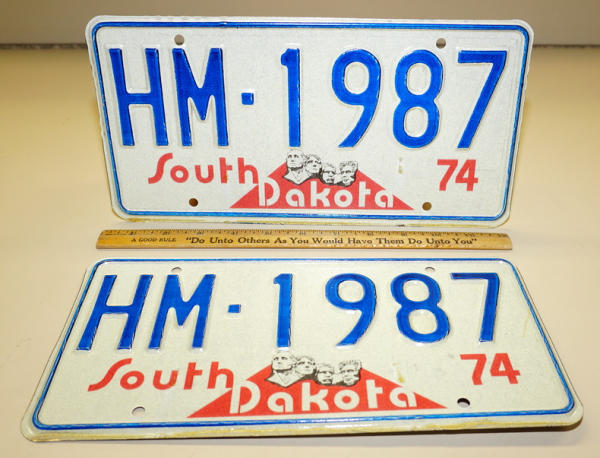 HM·1987
South Dakota 74
A GOOD RULE "Do Unto Others As You Would Have Them Do Unto You"
HM·1987
South Dakota 74